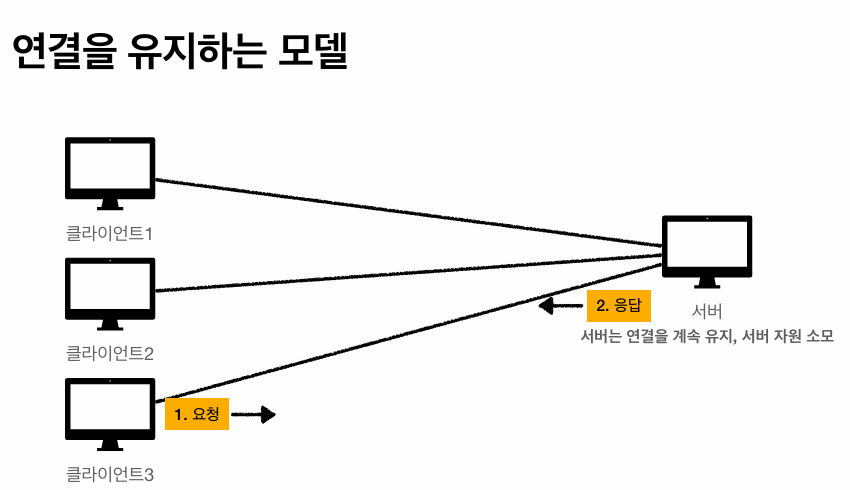 연결을 유지하는 모델
클라이언트1
클라이언트2
2. 응답
서버
서버는 연결을 계속 유지, 서버 자원 소모
1. 요청
클라이언트3